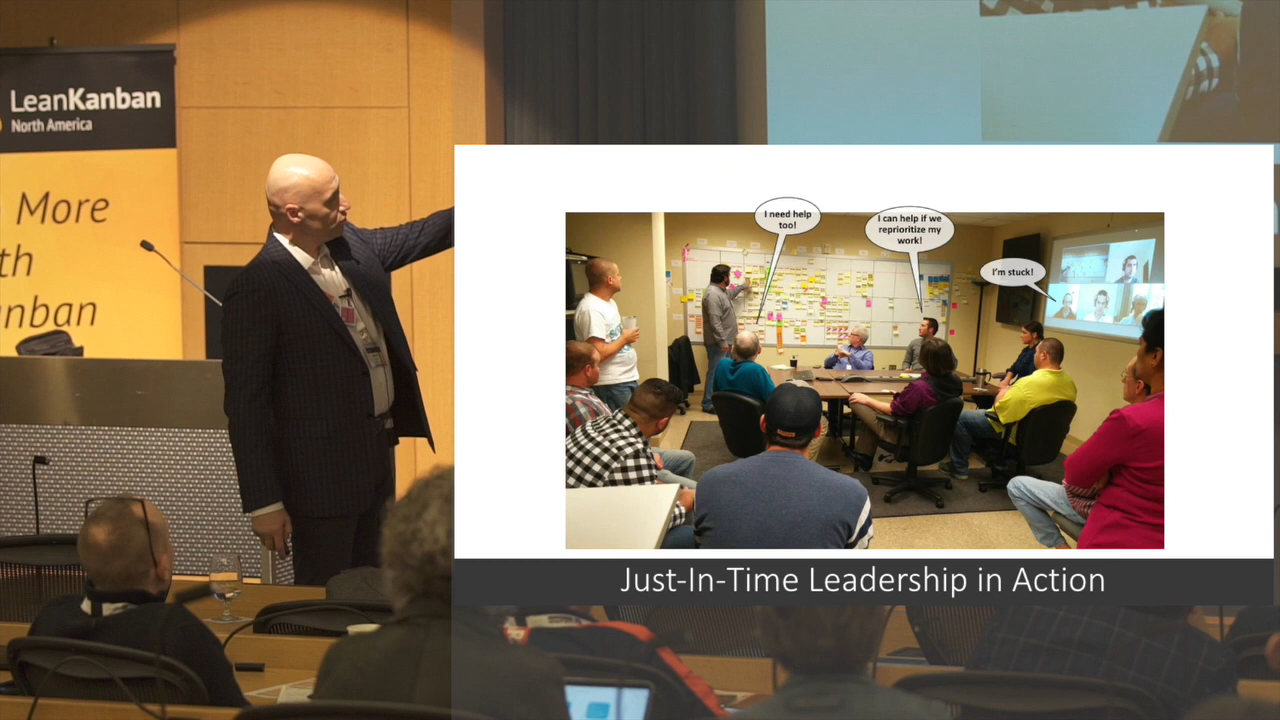 LeanKanban
North America
More
nban
I need help
too!
I can help if we
reprioritize my
work!
I'm stuck!
Just-In-Time Leadership in Action